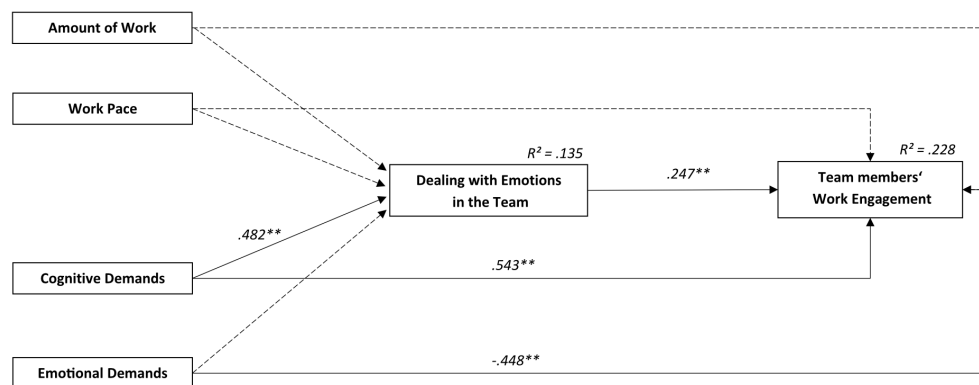 Amount of Work
Work Pace
R² = .135
R² = .228
Dealing with Emotions
in the Team
.247**
Team members‘
Work Engagement
.482**
Cognitive Demands
.543**
Emotional Demands
-.448**